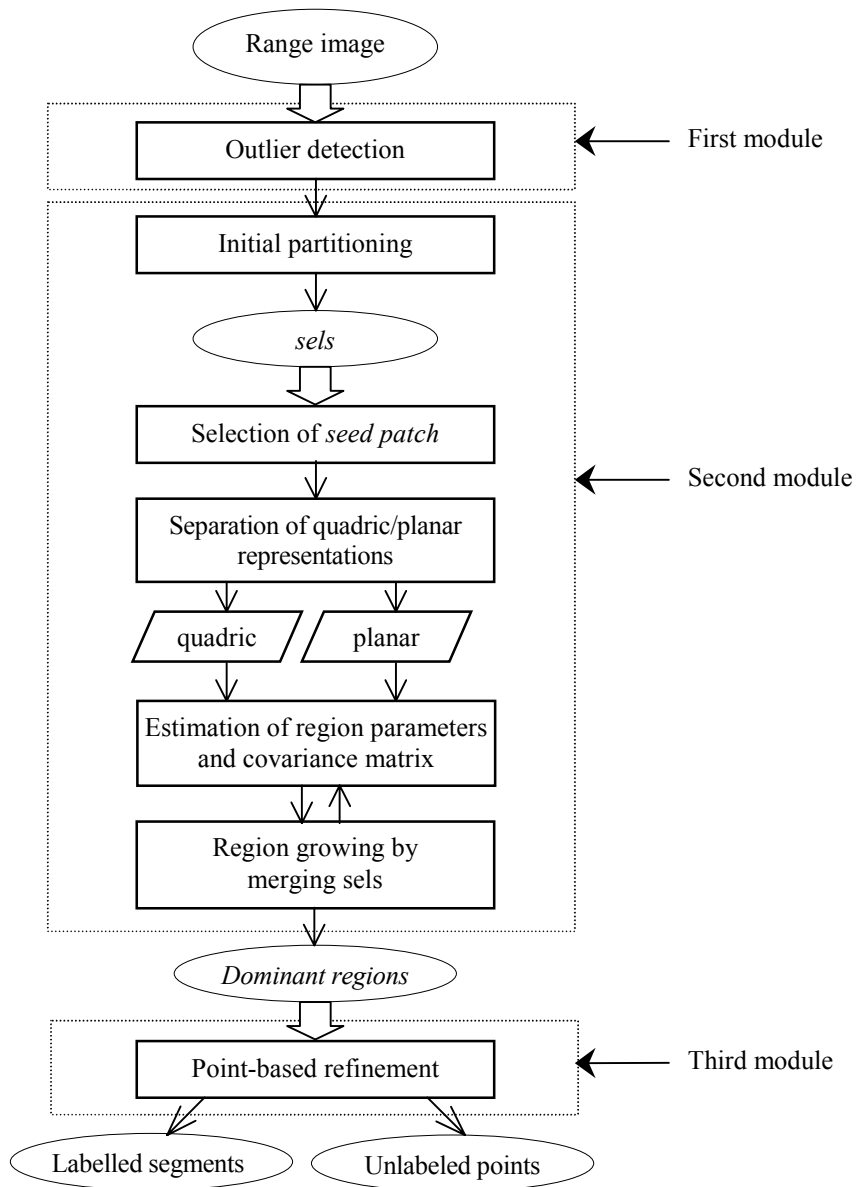 Range image
Outlier detection
First module
Initial partitioning
sels
Selection of seed patch
Second module
Separation of quadric/planar
representations
quadric
planar
Estimation of region parameters
and covariance matrix
Region growing by
merging sels
Dominant regions
Point-based refinement
Third module
Labelled segments
Unlabeled points